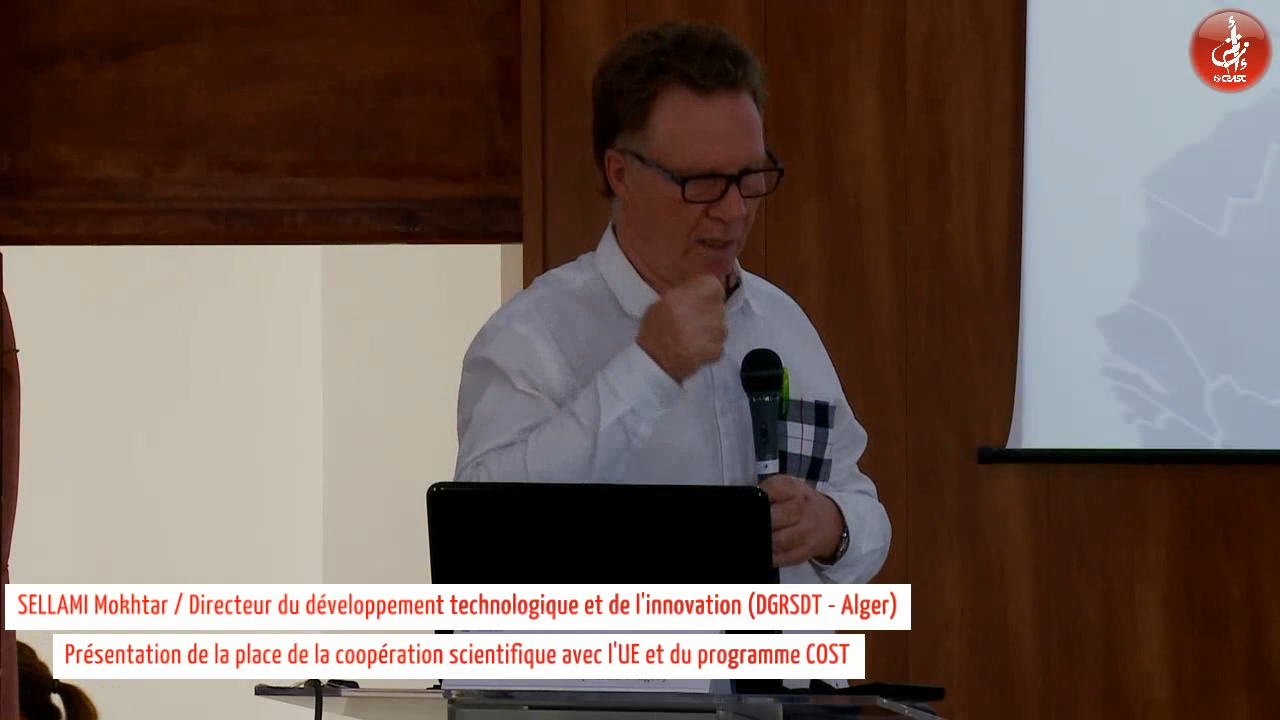 © CRASC
SELLAMI Mokhtar / Directeur du développement technologique et de l'innovation (DGRSDT - Alger)
Présentation de la place de la coopération scientifique avec l'UE et du programme COST